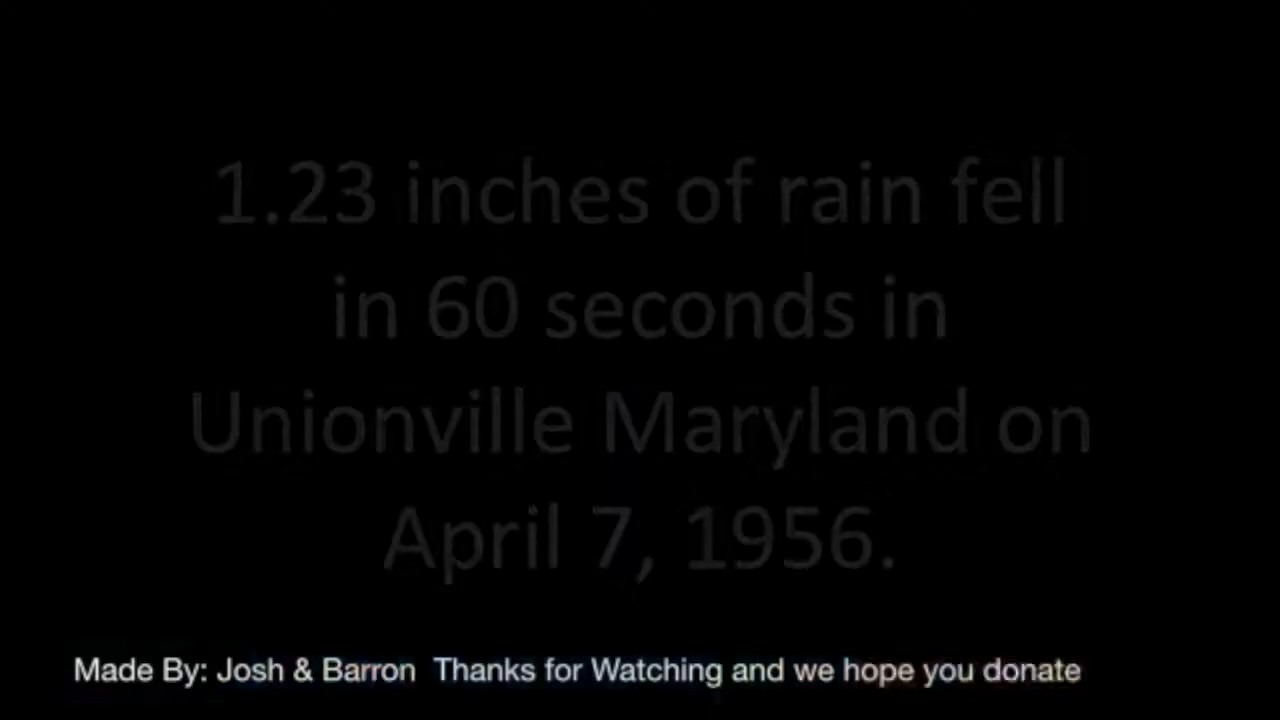 1.23 inches of rain fell
in 60 seconds in
Unionville Maryland on
April 7, 1956.
Made By: Josh & Barron  Thanks for Watching and we hope you donate